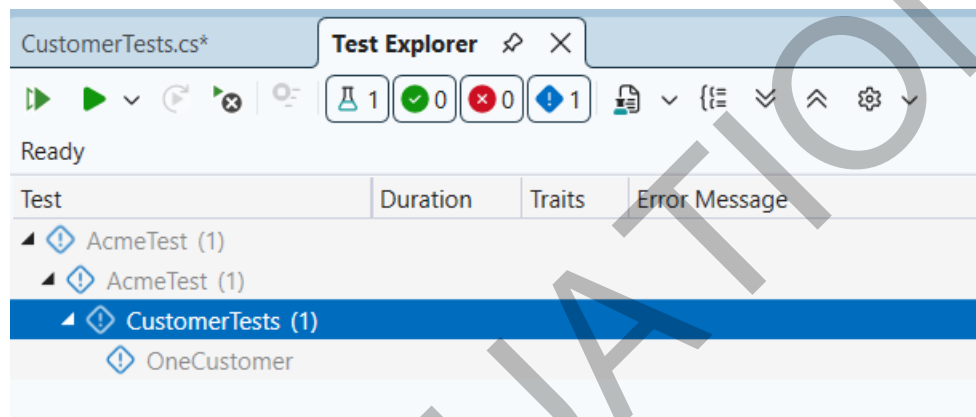 CustomerTests.cs* Test Explorer
1 0 0 1
Ready
Test Duration Traits Error Message
AcmeTest (1)
AcmeTest (1)
CustomerTests (1)
OneCustomer